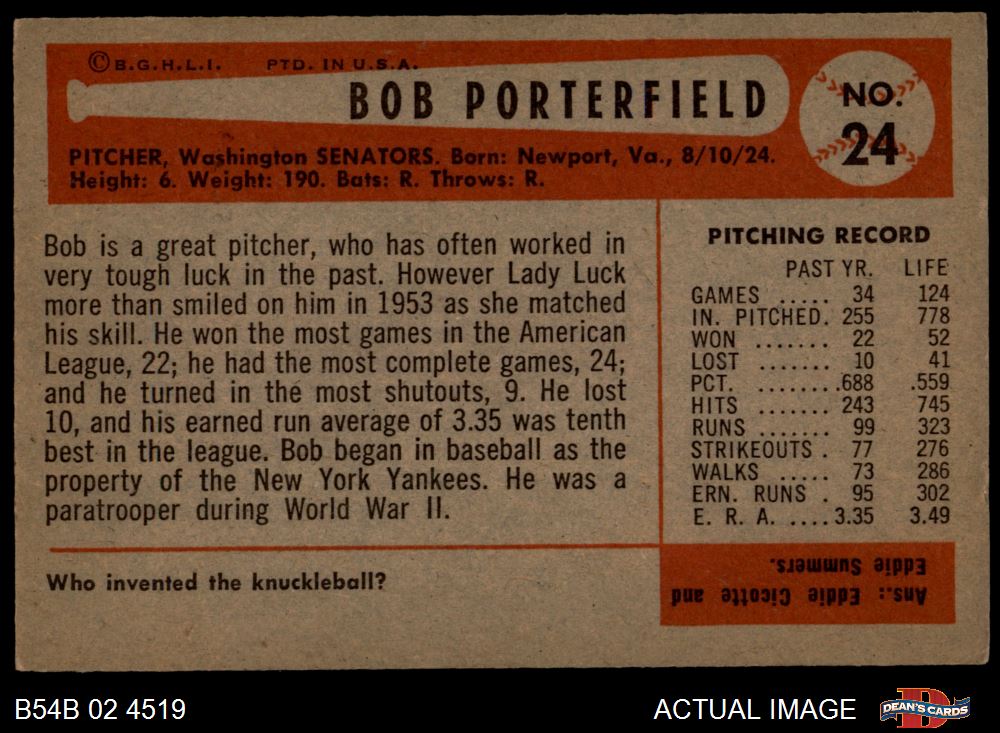 ©B.G.H.L.I. PTD. IN U.S.A.
BOB PORTERFIELD
NO.
24
PITCHER, Washington SENATORS. Born: Newport, Va., 8/10/24.
Height: 6. Weight: 190. Bats: R. Throws: R.
Bob is a great pitcher, who has often worked in
very tough luck in the past. However Lady Luck
more than smiled on him in 1953 as she matched
his skill. He won the most games in the American
League, 22; he had the most complete games, 24;
and he turned in the most shutouts, 9. He lost
10, and his earned run average of 3.35 was tenth
best in the league. Bob began in baseball as the
property of the New York Yankees. He was a
paratrooper during World War II.
PITCHING RECORD
PAST YR. LIFE
GAMES ..... 34 124
IN. PITCHED. 255 778
WON ....... 22 52
LOST ....... 10 41
PCT. ........688 .559
HITS ....... 243 745
RUNS ....... 99 323
STRIKEOUTS . 77 276
WALKS ..... 73 286
ERN. RUNS . 95 302
E. R. A. ....3.35 3.49
Who invented the knuckleball?
Ans.: Eddie Cicotte and
Eddie Summers.
B54B 02 4519
ACTUAL IMAGE
DEAN'S CARDS